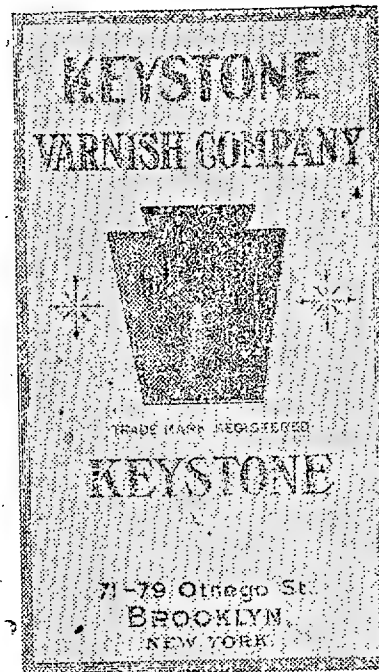 KEYSTONE
VARNISH COMPANY
TRADE MARK REGISTERED
KEYSTONE
71-79 Otsego St.
BROOKLYN
NEW YORK.